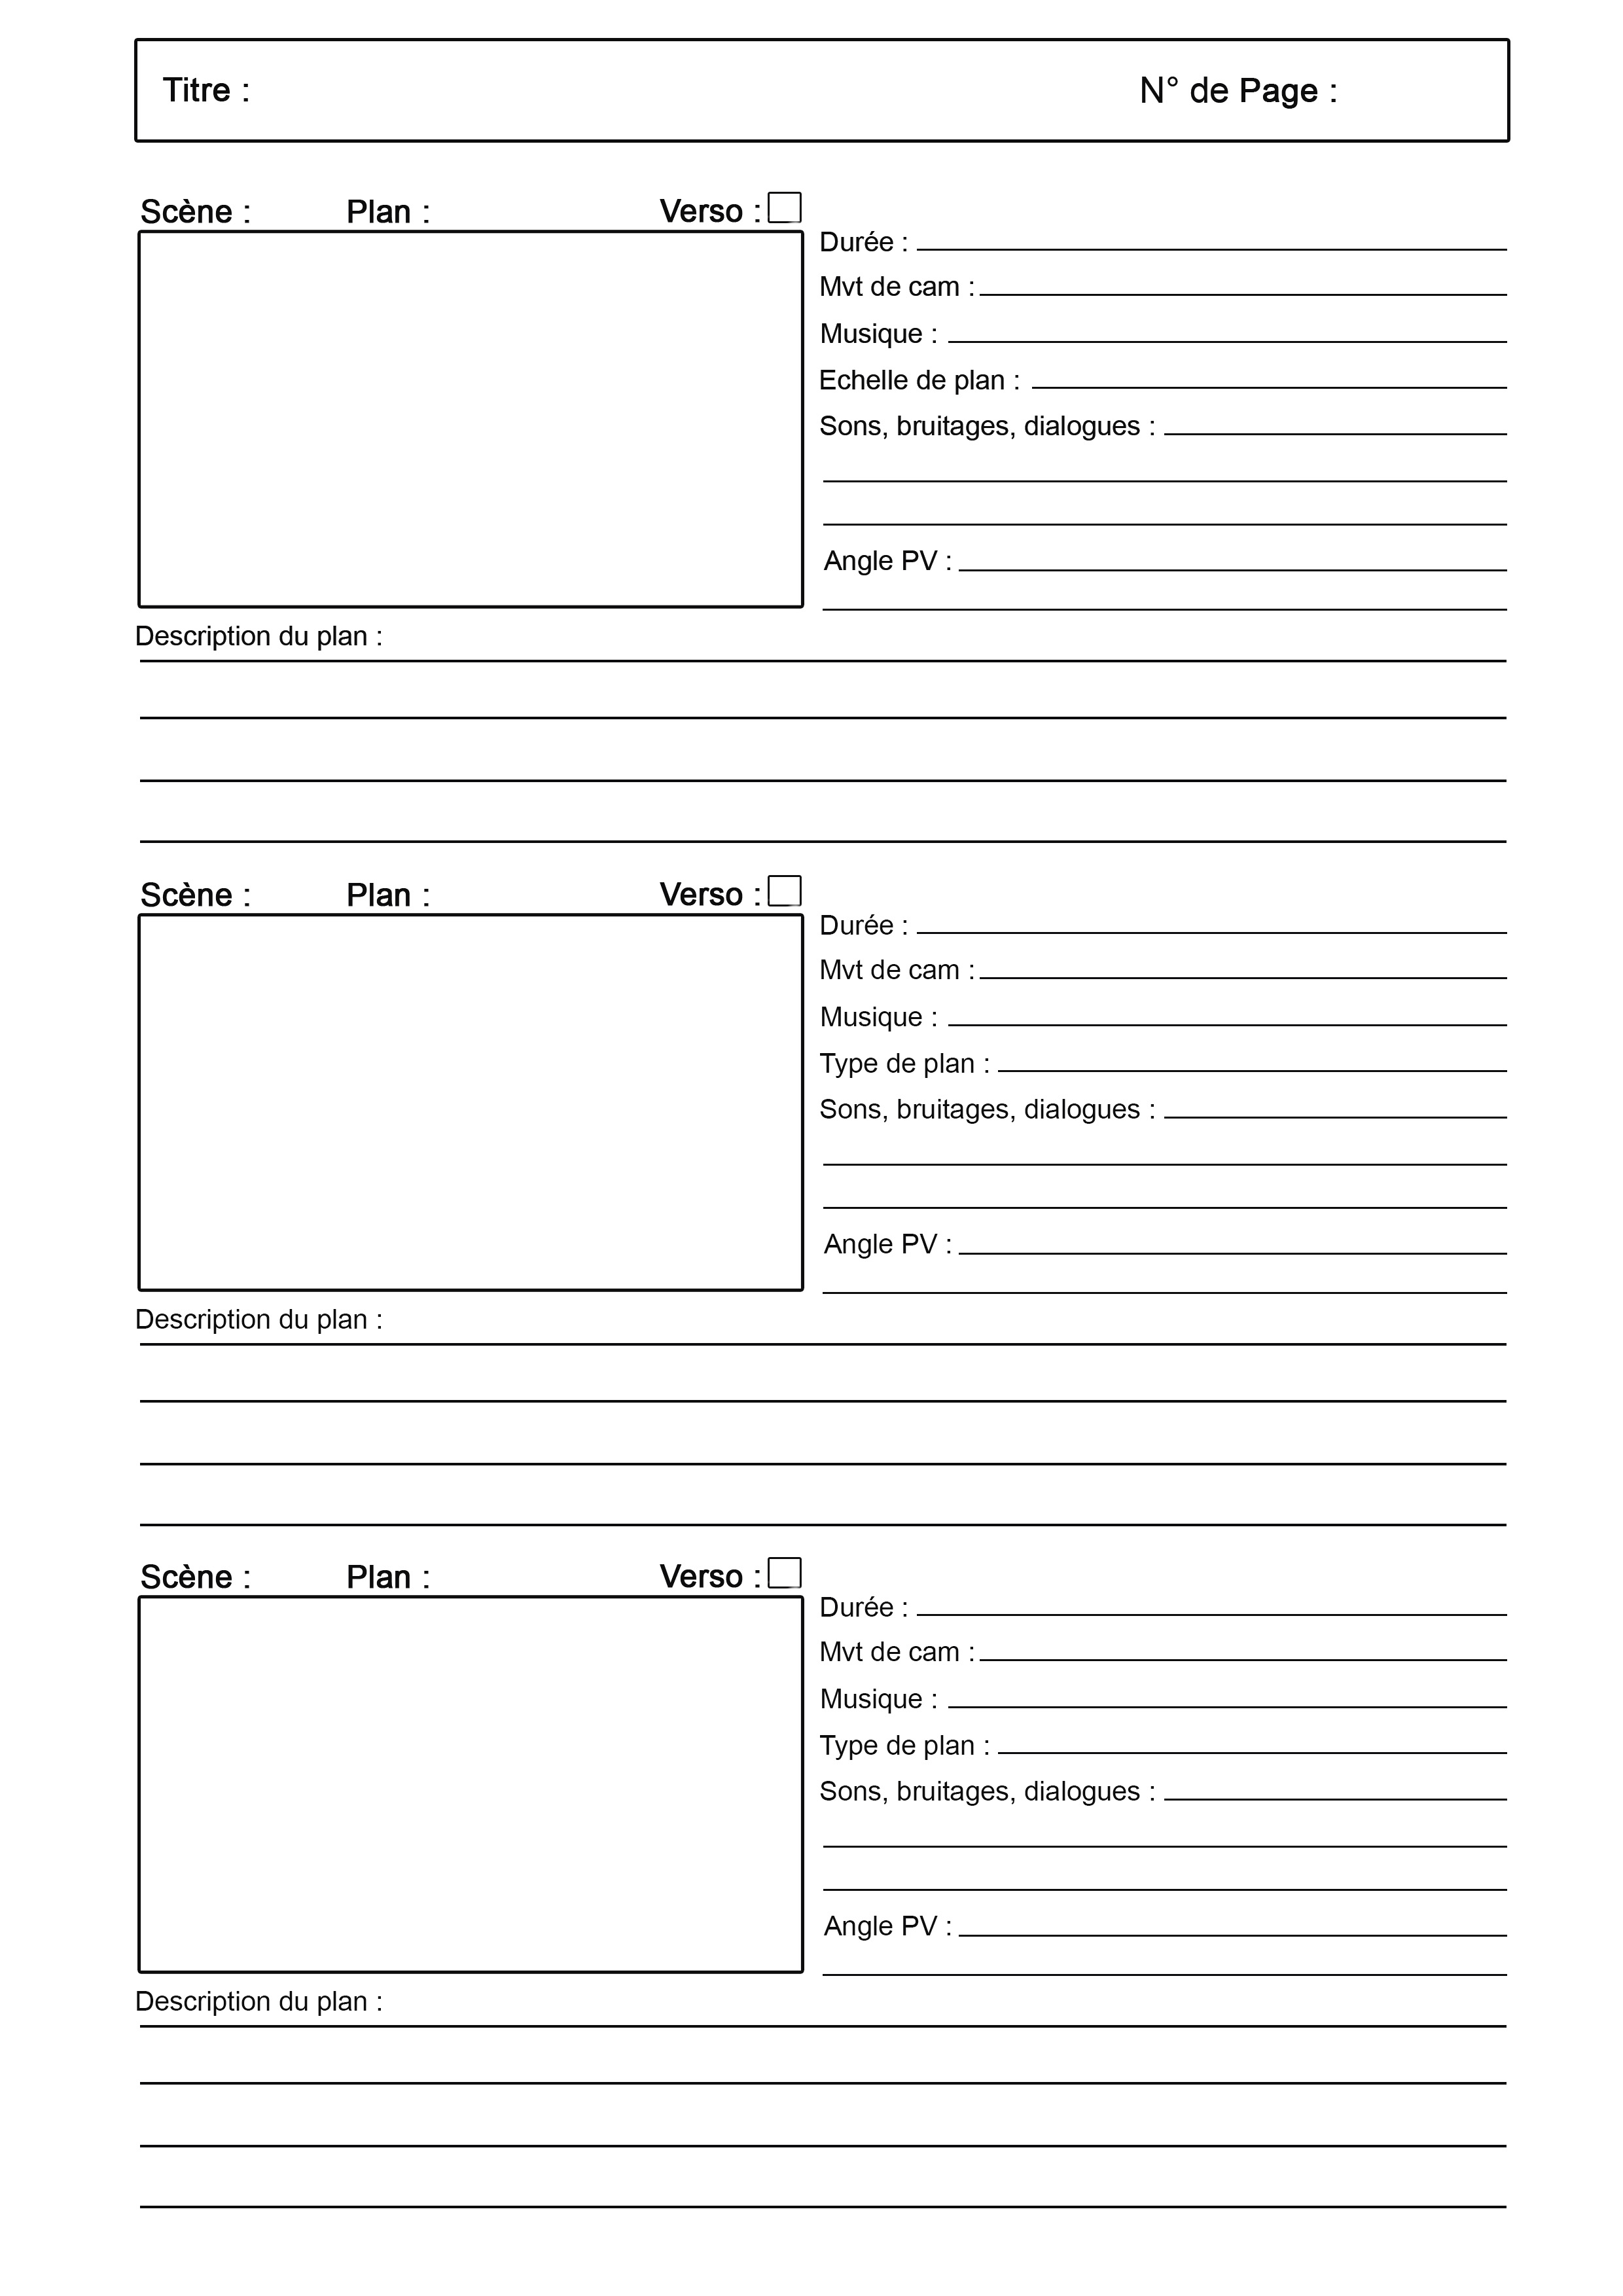 Titre : N° de Page :
Scène : Plan : Verso :
Durée :
Mvt de cam :
Musique :
Echelle de plan :
Sons, bruitages, dialogues :
Angle PV :
Description du plan :
Scène : Plan : Verso :
Durée :
Mvt de cam :
Musique :
Type de plan :
Sons, bruitages, dialogues :
Angle PV :
Description du plan :
Scène : Plan : Verso :
Durée :
Mvt de cam :
Musique :
Type de plan :
Sons, bruitages, dialogues :
Angle PV :
Description du plan :